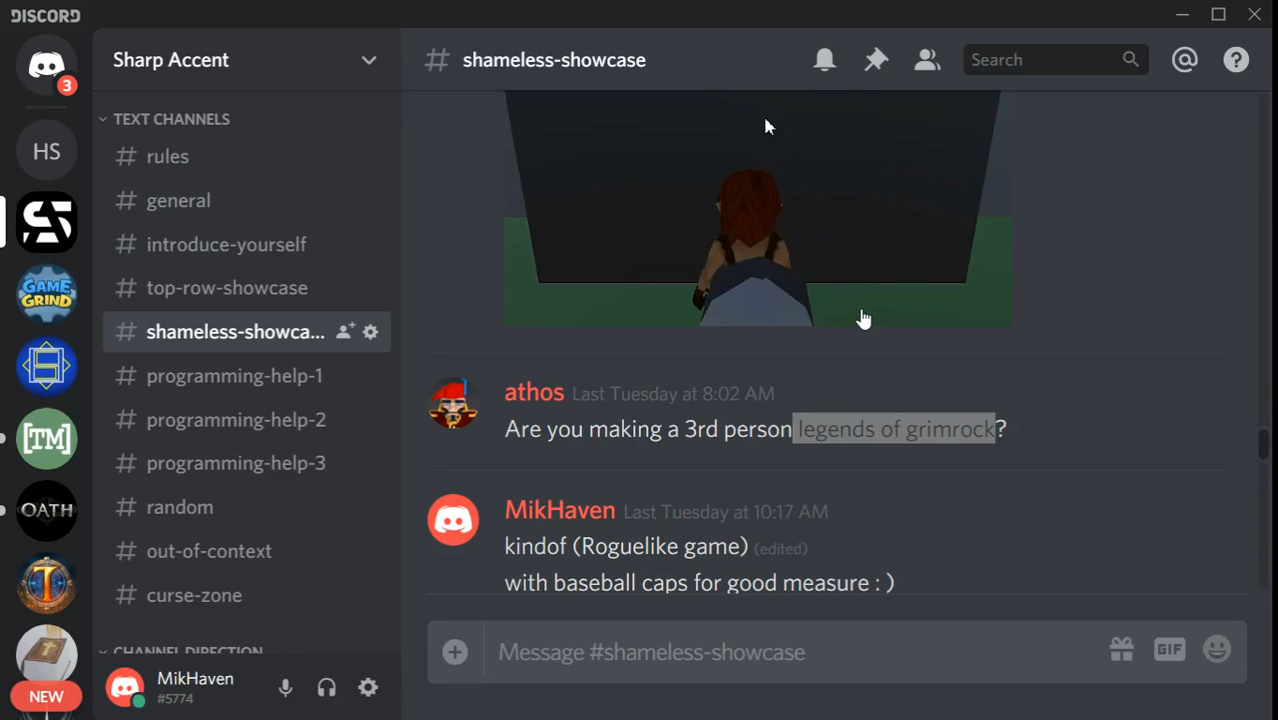 DISCORD
3
HS
GAME
GRIND
S
[TM]
OATH
T
NEW
Sharp Accent
TEXT CHANNELS
# rules
# general
# introduce-yourself
# top-row-showcase
# shameless-showca...
# programming-help-1
# programming-help-2
# programming-help-3
# random
# out-of-context
# curse-zone
CHANNEL DIRECTION
MikHaven
#5774
# shameless-showcase
Search
athos Last Tuesday at 8:02 AM
Are you making a 3rd person legends of grimrock?
MikHaven Last Tuesday at 10:17 AM
kindof (Roguelike game) (edited)
with baseball caps for good measure : )
Message #shameless-showcase
GIF